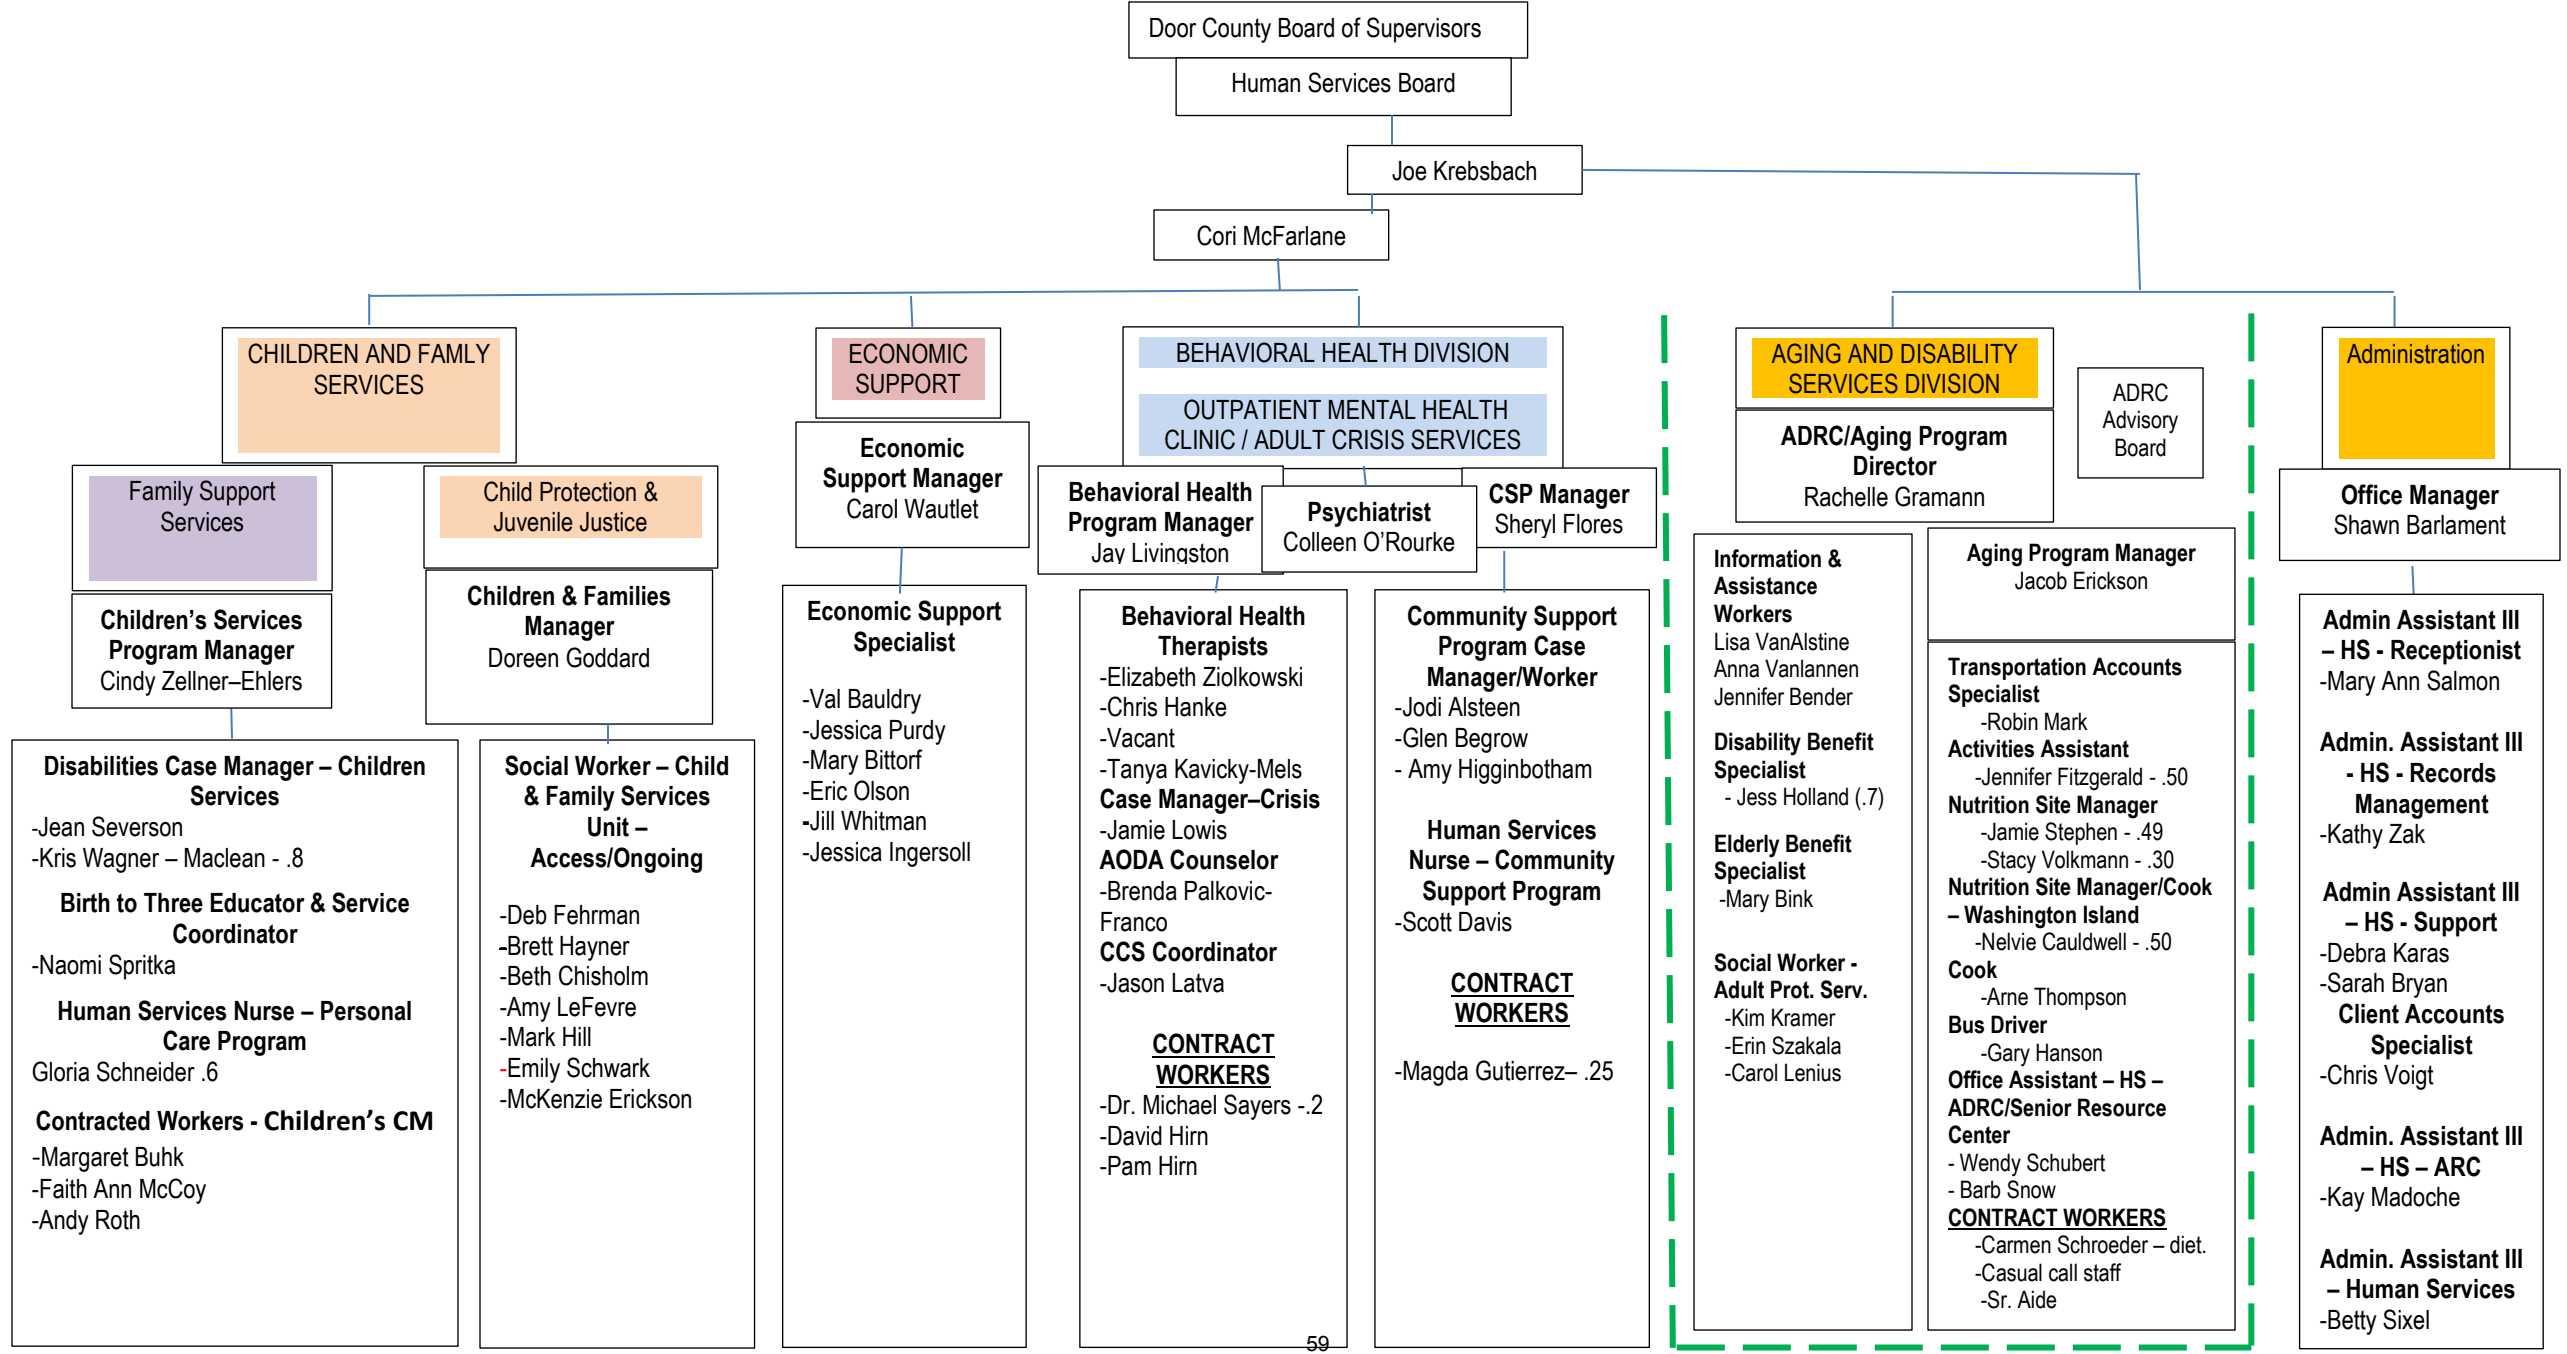 Door County Board of Supervisors
Human Services Board
Joe Krebsbach
Cori McFarlane
CHILDREN AND FAMLY
SERVICES
Family Support
Services
Children’s Services
Program Manager
Cindy Zellner–Ehlers
Disabilities Case Manager – Children
Services
-Jean Severson
-Kris Wagner – Maclean - .8
Birth to Three Educator & Service
Coordinator
-Naomi Spritka
Human Services Nurse – Personal
Care Program
Gloria Schneider .6
Contracted Workers - Children’s CM
-Margaret Buhk
-Faith Ann McCoy
-Andy Roth
Child Protection &
Juvenile Justice
Children & Families
Manager
Doreen Goddard
Social Worker – Child
& Family Services
Unit –
Access/Ongoing
-Deb Fehrman
-Brett Hayner
-Beth Chisholm
-Amy LeFevre
-Mark Hill
-Emily Schwark
-McKenzie Erickson
ECONOMIC
SUPPORT
Economic
Support Manager
Carol Wautlet
Economic Support
Specialist
-Val Bauldry
-Jessica Purdy
-Mary Bittorf
-Eric Olson
-Jill Whitman
-Jessica Ingersoll
BEHAVIORAL HEALTH DIVISION
OUTPATIENT MENTAL HEALTH
CLINIC / ADULT CRISIS SERVICES
Behavioral Health
Program Manager
Jay Livingston
Psychiatrist
Colleen O’Rourke
CSP Manager
Sheryl Flores
Behavioral Health
Therapists
-Elizabeth Ziolkowski
-Chris Hanke
-Vacant
-Tanya Kavicky-Mels
Case Manager–Crisis
-Jamie Lowis
AODA Counselor
-Brenda Palkovic-
Franco
CCS Coordinator
-Jason Latva
CONTRACT
WORKERS
-Dr. Michael Sayers -.2
-David Hirn
-Pam Hirn
Community Support
Program Case
Manager/Worker
-Jodi Alsteen
-Glen Begrow
- Amy Higginbotham
Human Services
Nurse – Community
Support Program
-Scott Davis
CONTRACT
WORKERS
-Magda Gutierrez– .25
AGING AND DISABILITY
SERVICES DIVISION
ADRC/Aging Program
Director
Rachelle Gramann
ADRC
Advisory
Board
Information &
Assistance
Workers
Lisa VanAlstine
Anna Vanlannen
Jennifer Bender
Disability Benefit
Specialist
- Jess Holland (.7)
Elderly Benefit
Specialist
-Mary Bink
Social Worker -
Adult Prot. Serv.
-Kim Kramer
-Erin Szakala
-Carol Lenius
Aging Program Manager
Jacob Erickson
Transportation Accounts
Specialist
-Robin Mark
Activities Assistant
-Jennifer Fitzgerald - .50
Nutrition Site Manager
-Jamie Stephen - .49
-Stacy Volkmann - .30
Nutrition Site Manager/Cook
– Washington Island
-Nelvie Cauldwell - .50
Cook
-Arne Thompson
Bus Driver
-Gary Hanson
Office Assistant – HS –
ADRC/Senior Resource
Center
- Wendy Schubert
- Barb Snow
CONTRACT WORKERS
-Carmen Schroeder – diet.
-Casual call staff
-Sr. Aide
Administration
Office Manager
Shawn Barlament
Admin Assistant III
– HS - Receptionist
-Mary Ann Salmon
Admin. Assistant III
- HS - Records
Management
-Kathy Zak
Admin Assistant III
– HS - Support
-Debra Karas
-Sarah Bryan
Client Accounts
Specialist
-Chris Voigt
Admin. Assistant III
– HS – ARC
-Kay Madoche
Admin. Assistant III
– Human Services
-Betty Sixel
59